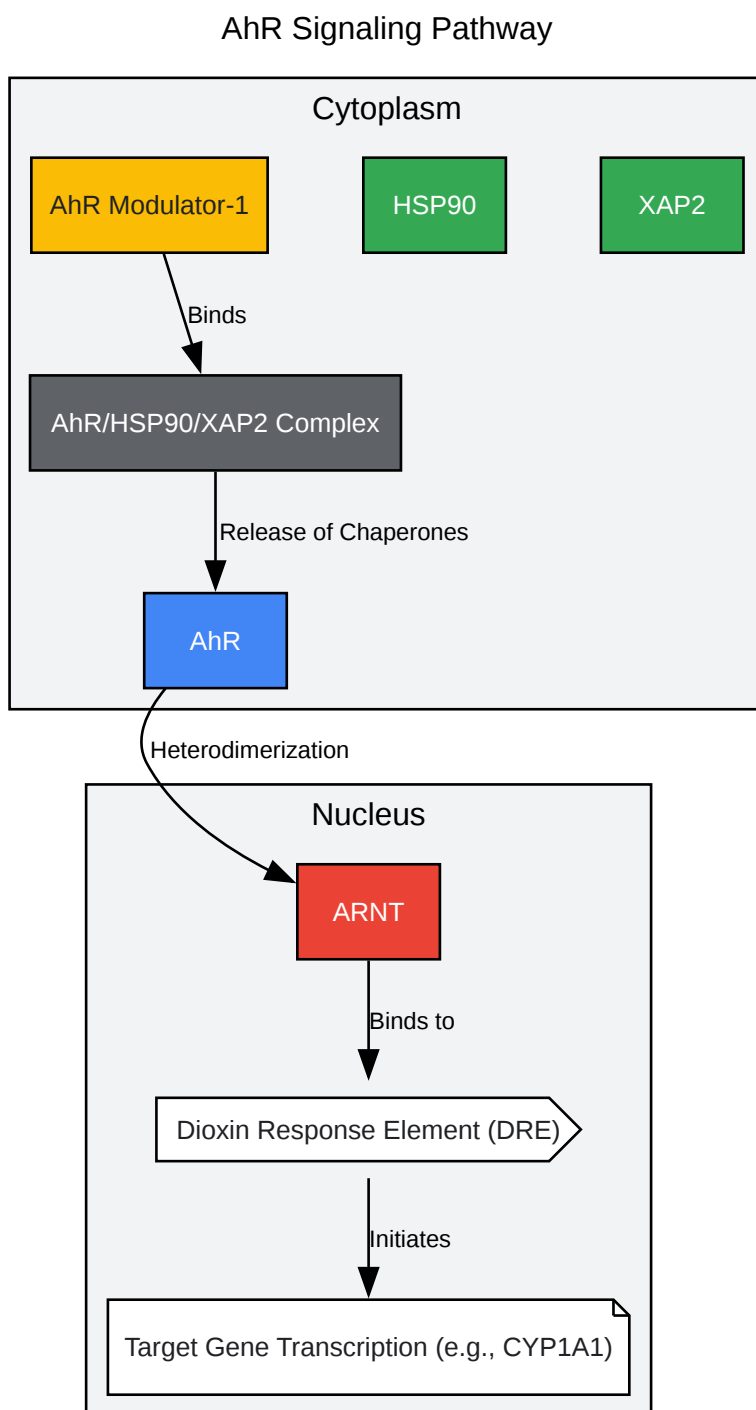 AhR Signaling Pathway
Cytoplasm
AhR Modulator-1
HSP90
XAP2
Binds
AhR/HSP90/XAP2 Complex
Release of Chaperones
AhR
Heterodimerization
Nucleus
ARNT
Binds to
Dioxin Response Element (DRE)
Initiates
Target Gene Transcription (e.g., CYP1A1)